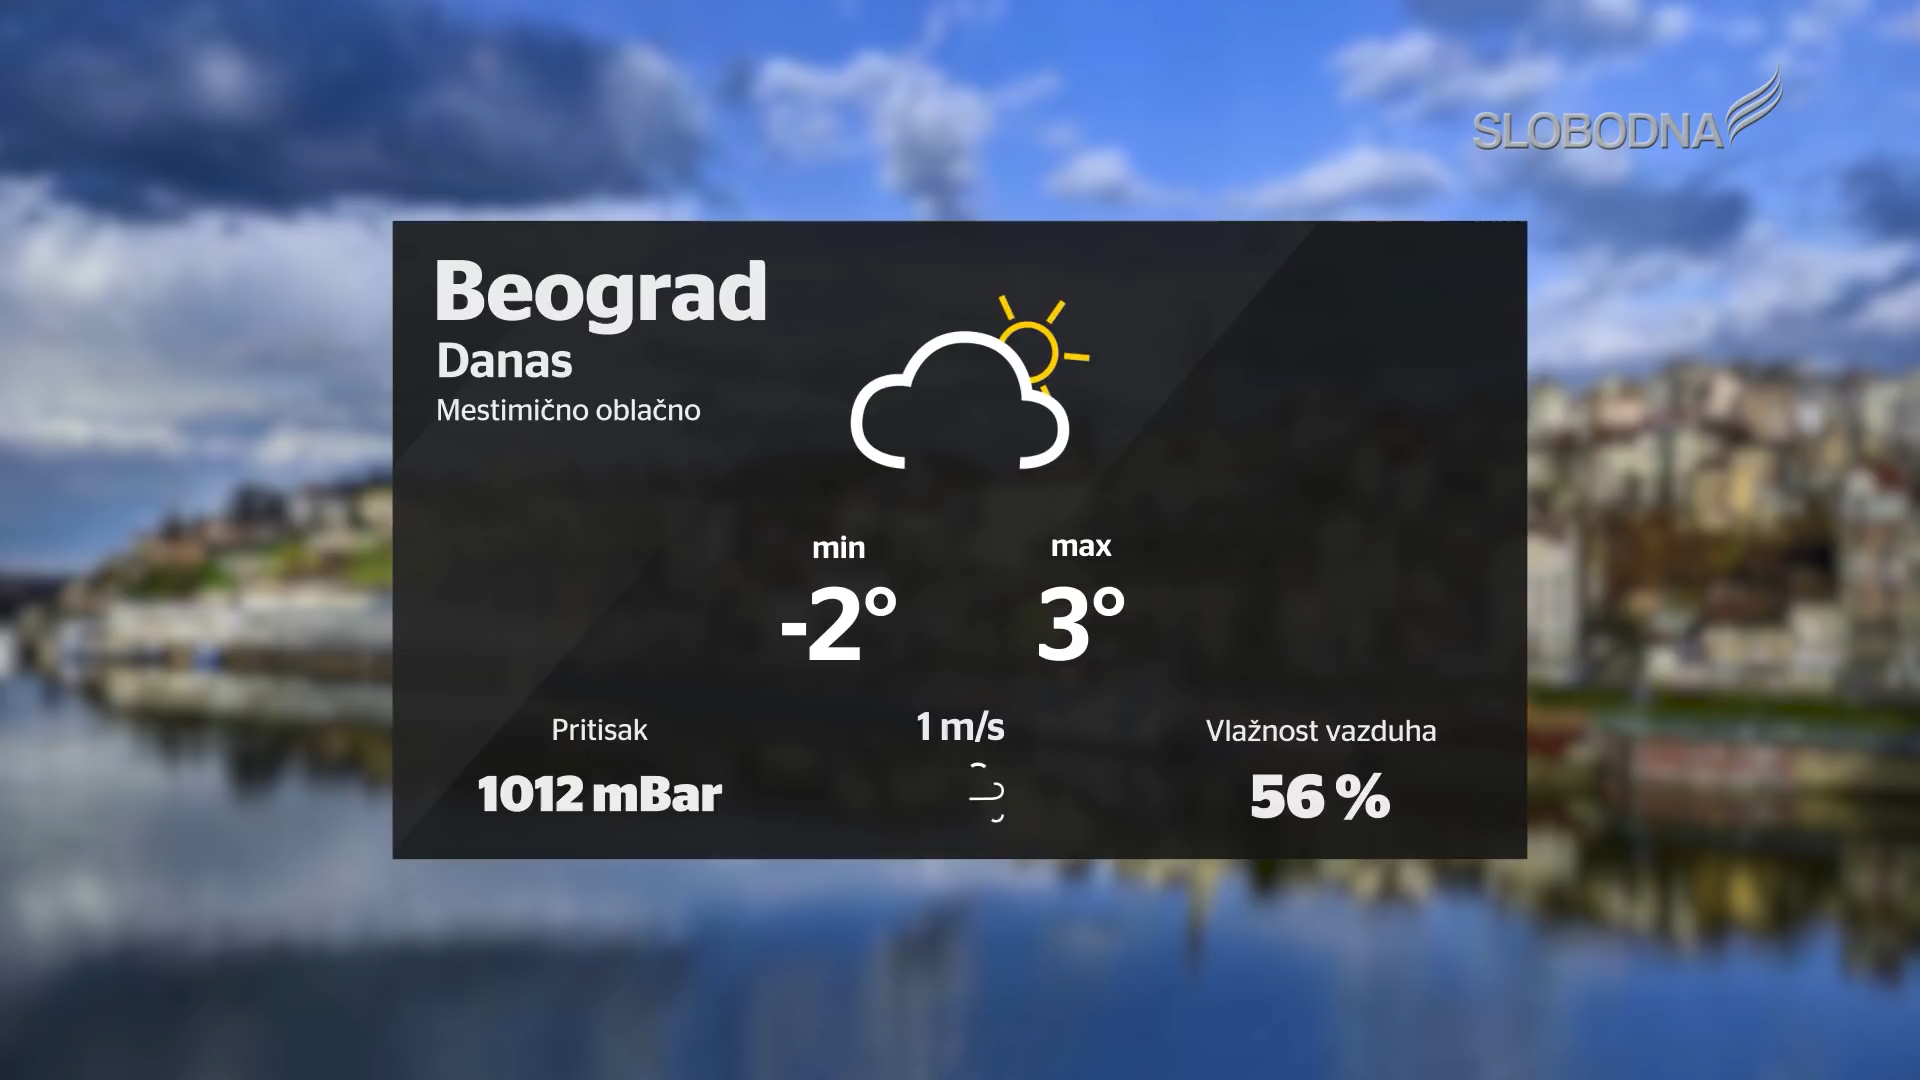 SLOBODNA
Beograd
Danas
Mestimično oblačno
min
max
-2°
3°
Pritisak
1 m/s
Vlažnost vazduha
1012 mBar
56 %